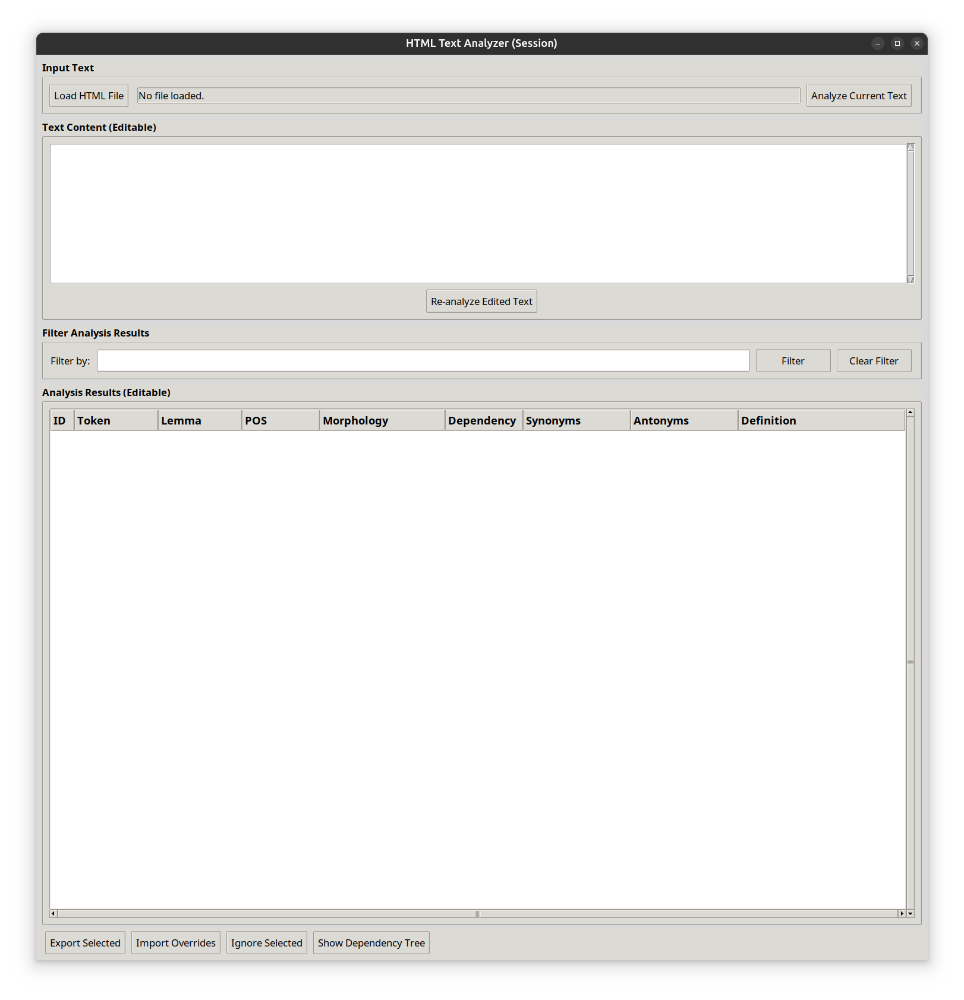 HTML Text Analyzer (Session)
Input Text
Load HTML File No file loaded. Analyze Current Text
Text Content (Editable)
Re-analyze Edited Text
Filter Analysis Results
Filter by: Filter Clear Filter
Analysis Results (Editable)
ID Token Lemma POS Morphology Dependency Synonyms Antonyms Definition
Export Selected Import Overrides Ignore Selected Show Dependency Tree